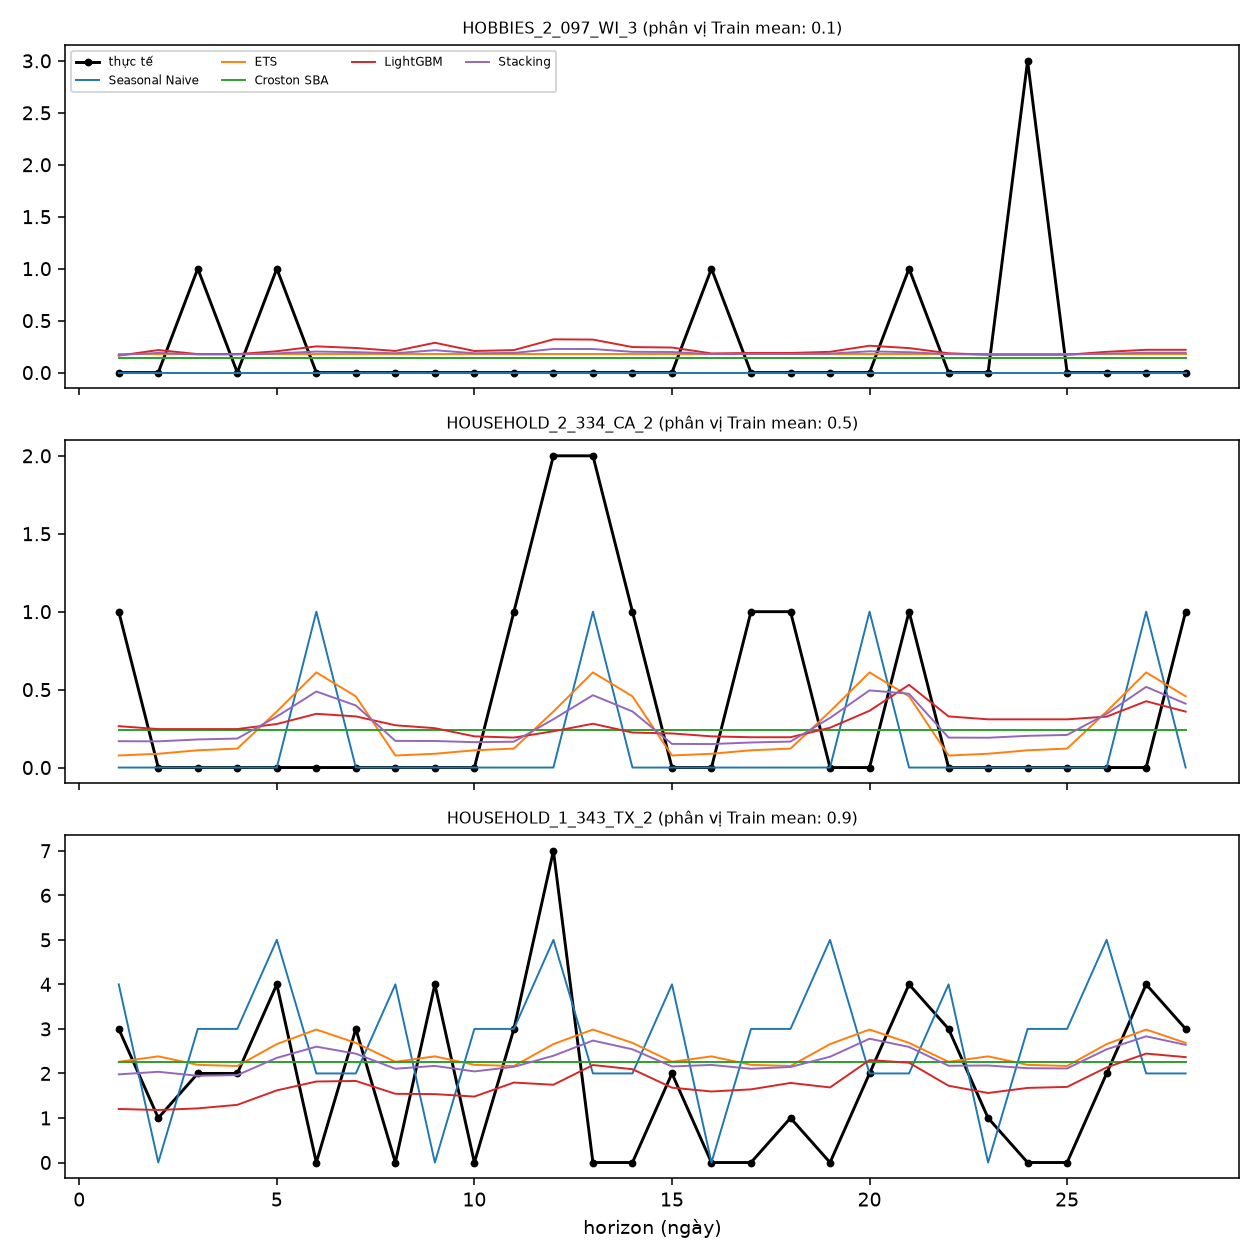 HOBBIES_2_097_WI_3 (phân vị Train mean: 0.1)
thực tế ETS LightGBM Stacking
Seasonal Naive Croston SBA
3.0
2.5
2.0
1.5
1.0
0.5
0.0
HOUSEHOLD_2_334_CA_2 (phân vị Train mean: 0.5)
2.0
1.5
1.0
0.5
0.0
HOUSEHOLD_1_343_TX_2 (phân vị Train mean: 0.9)
7
6
5
4
3
2
1
0
0 5 10 15 20 25
horizon (ngày)